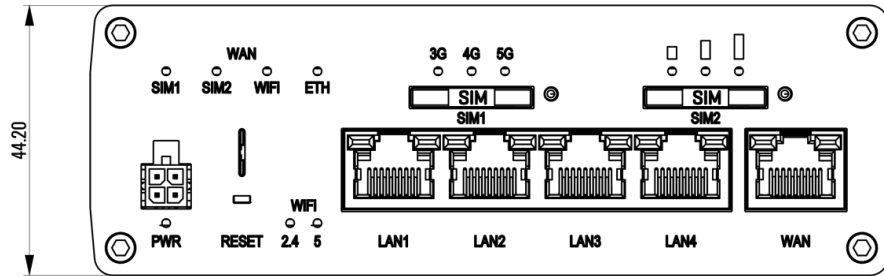 44.20
WAN
SIM1 SIM2 WIFI ETH
3G 4G 5G
SIM
SIM1
SIM
SIM2
WIFI
PWR RESET 2.4 5 LAN1 LAN2 LAN3 LAN4 WAN